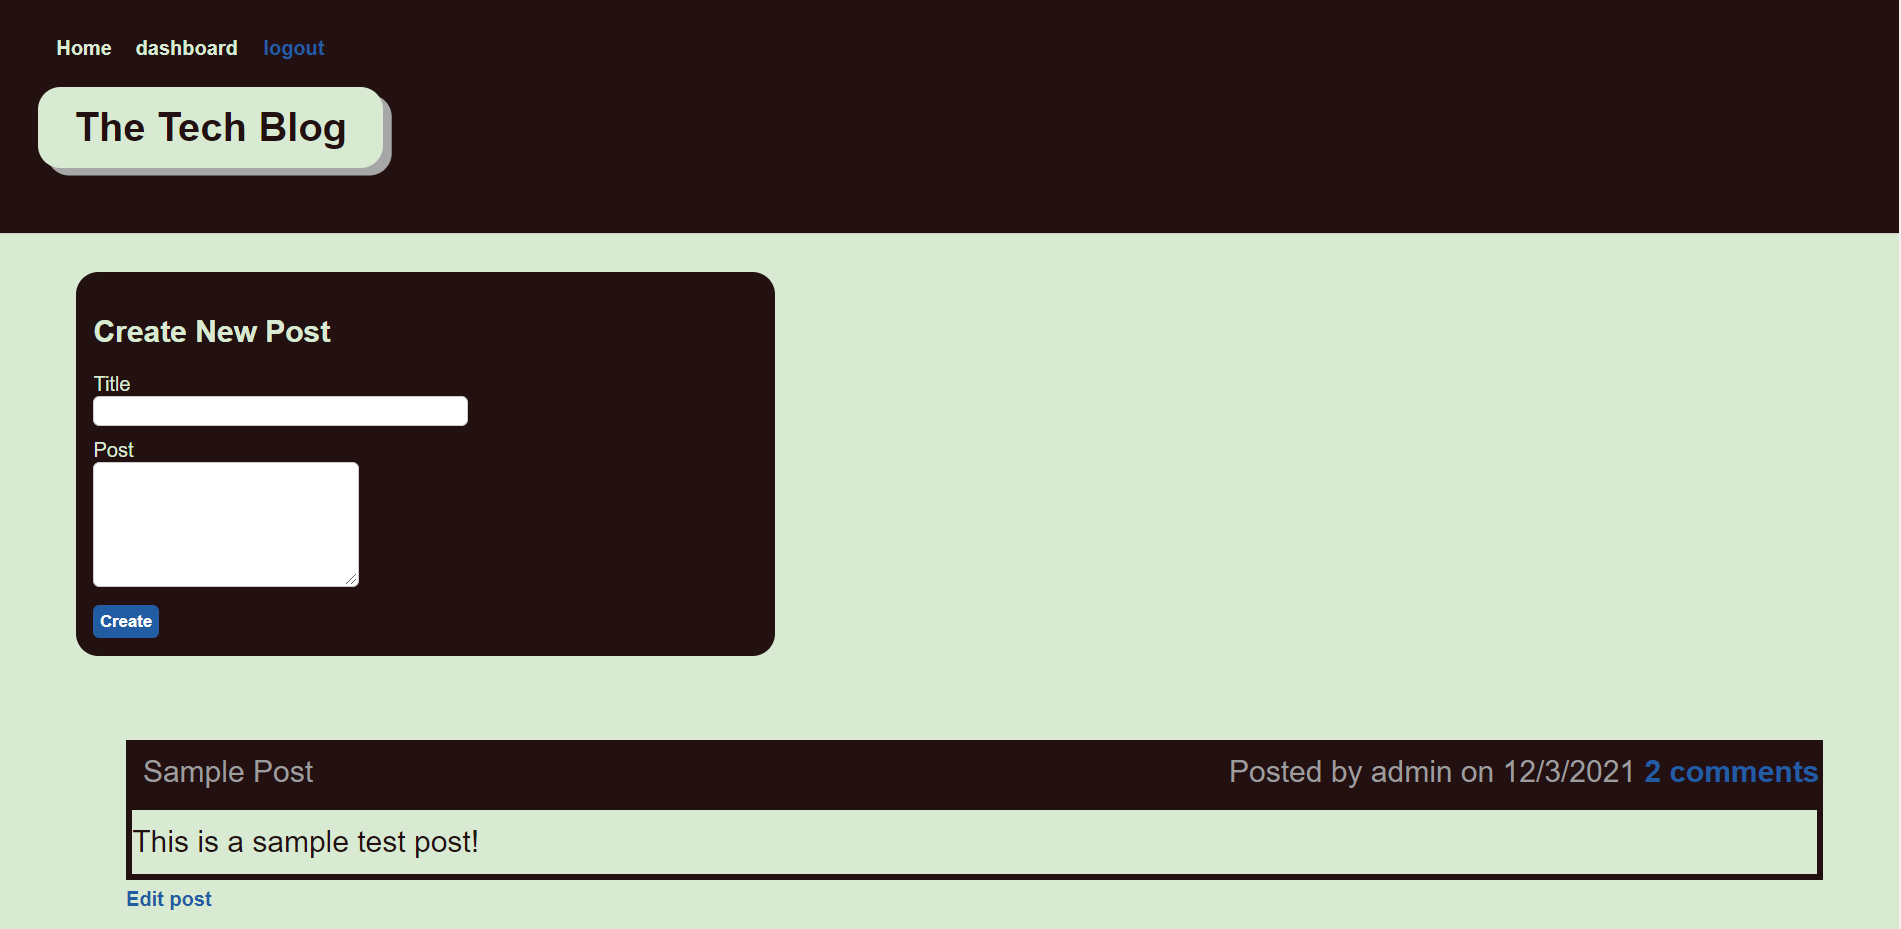 Home dashboard logout
The Tech Blog
Create New Post
Title
Post
Create
Sample Post Posted by admin on 12/3/2021 2 comments
This is a sample test post!
Edit post